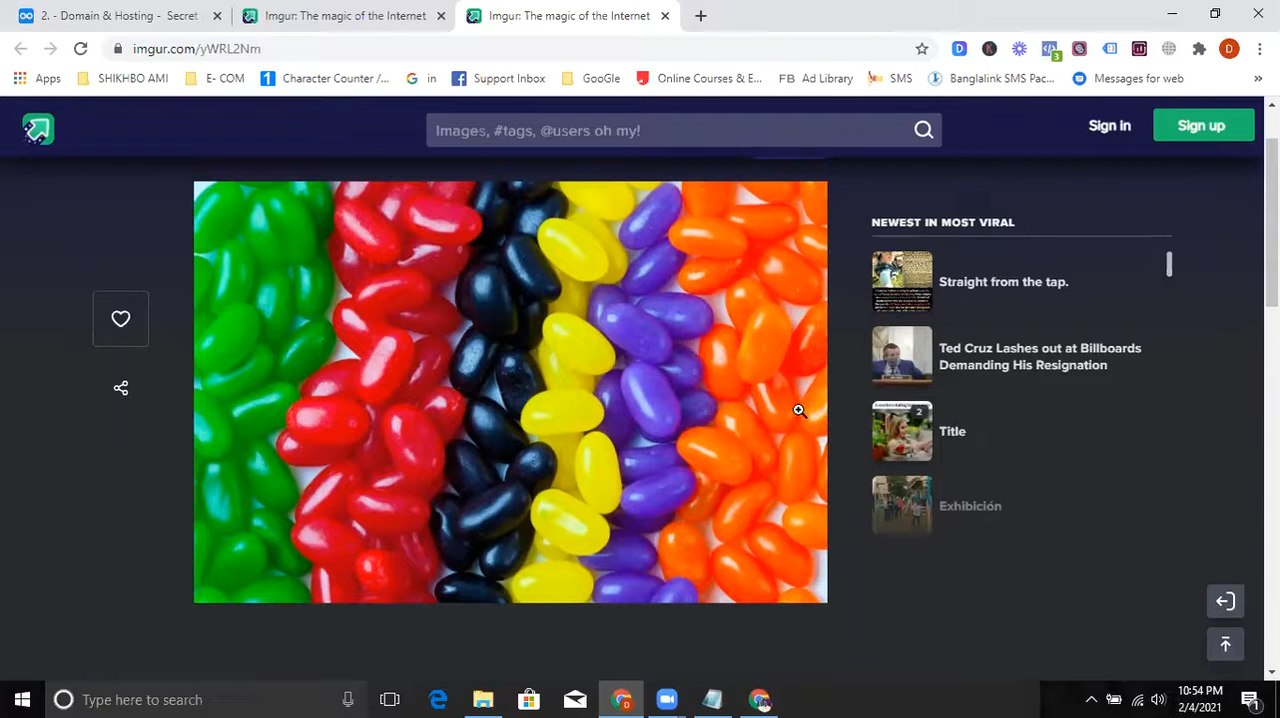 2. - Domain & Hosting - Secret
Imgur: The magic of the Internet
Imgur: The magic of the Internet
imgur.com/yWRL2Nm
3
D
Apps
SHIKHBO AMI
E- COM
Character Counter /...
in
Support Inbox
GooGle
Online Courses & E...
FB Ad Library
SMS
Banglalink SMS Pac...
Messages for web
»
Images, #tags, @users oh my!
Sign in
Sign up
NEWEST IN MOST VIRAL
Straight from the tap.
Ted Cruz Lashes out at Billboards
Demanding His Resignation
2
Title
Exhibición
Type here to search
10:54 PM
2/4/2021
1